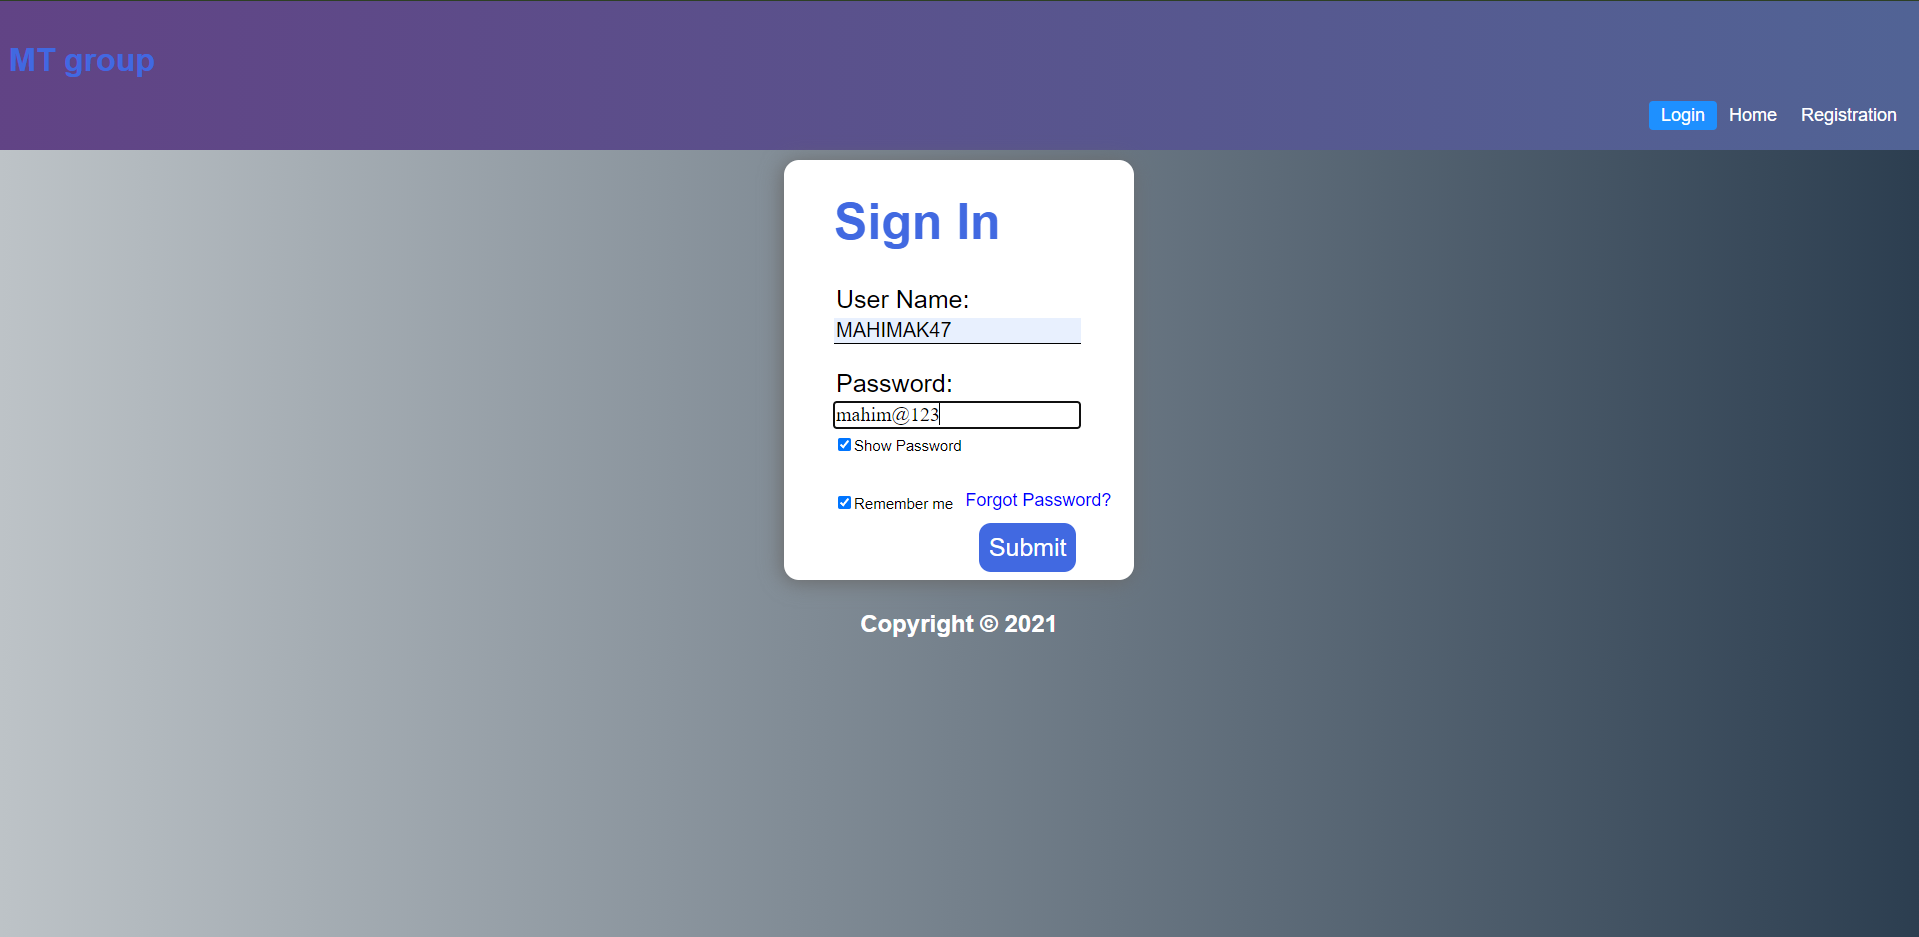 MT group
Login Home Registration
Sign In
User Name:
MAHIMAK47
Password:
mahim@123
Show Password
Remember me Forgot Password?
Submit
Copyright © 2021